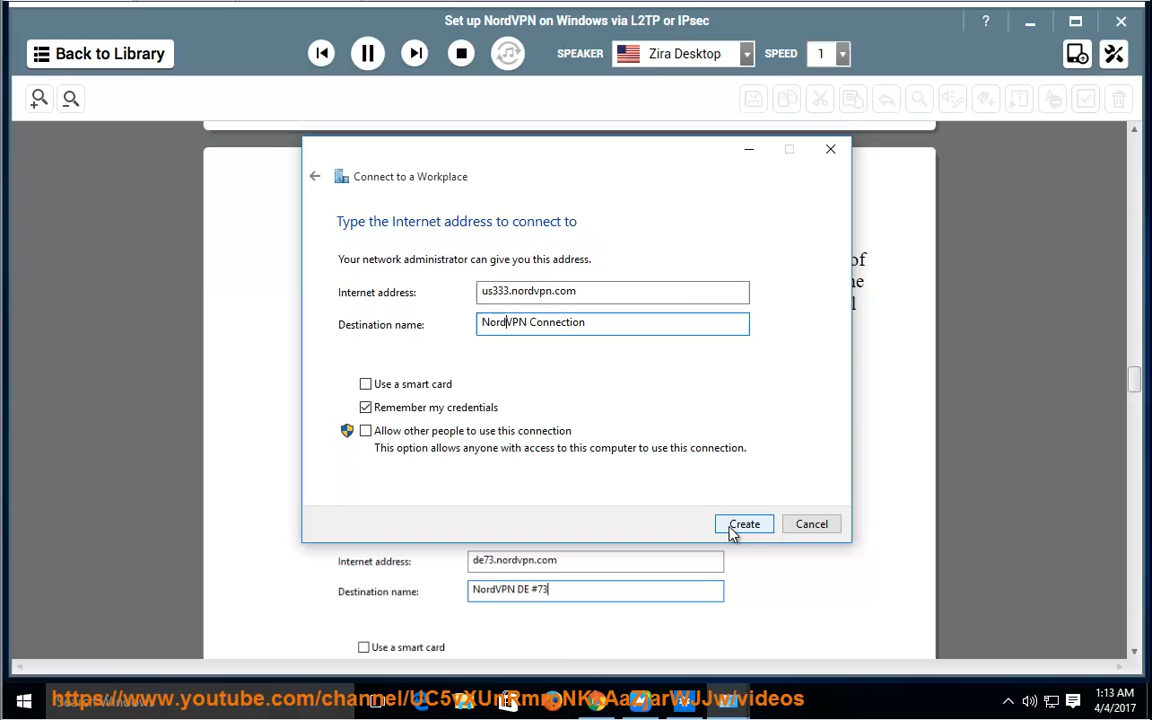 Set up NordVPN on Windows via L2TP or IPsec
?
Back to Library
SPEAKER
Zira Desktop
SPEED
1
Connect to a Workplace
Type the Internet address to connect to
Your network administrator can give you this address.
of
Internet address:
us333.nordvpn.com
Destination name:
NordVPN Connection
Use a smart card
Remember my credentials
Allow other people to use this connection
This option allows anyone with access to this computer to use this connection.
Create
Cancel
Internet address:
de73.nordvpn.com
Destination name:
NordVPN DE #73
Use a smart card
1:13 AM
4/4/2017